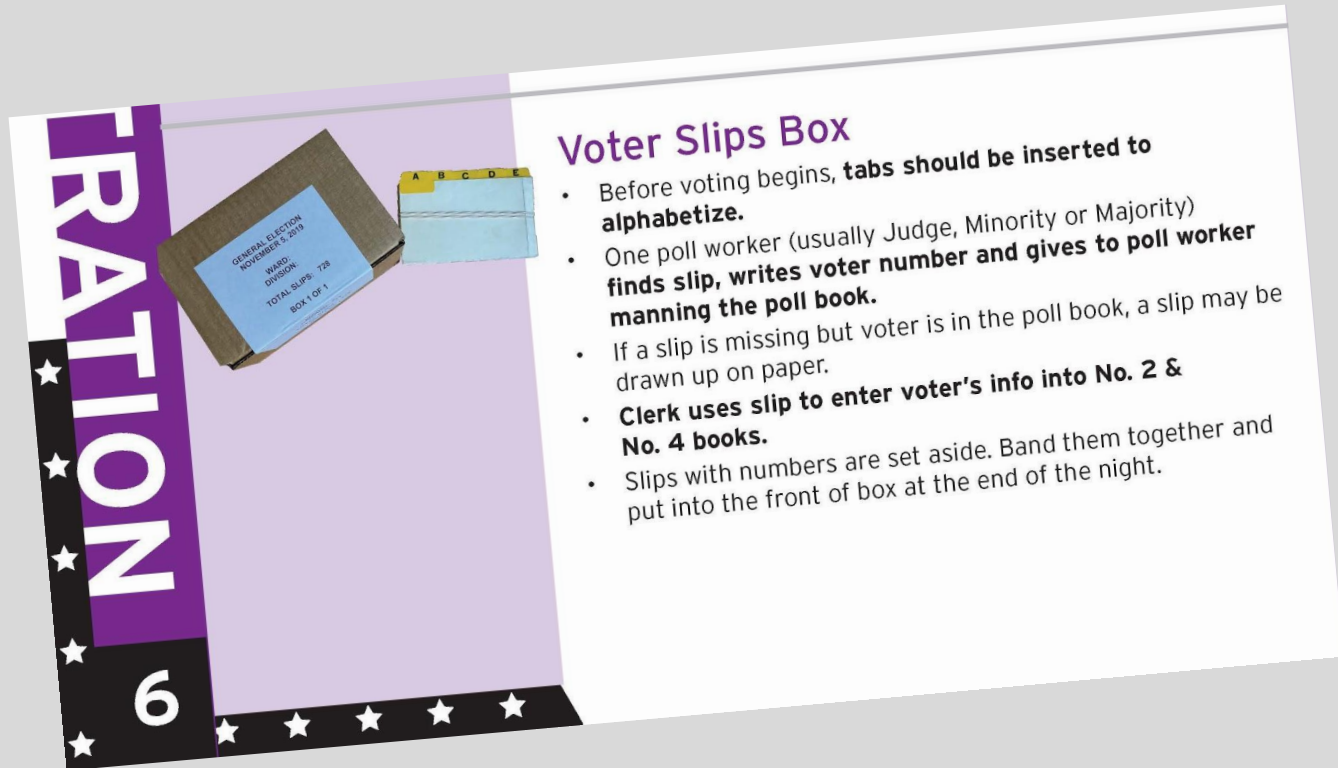 TRATION
6
GENERAL ELECTION
NOVEMBER 5, 2019
WARD:
DIVISION:
TOTAL SLIPS: 728
BOX 1 OF 1
A B C D E
Voter Slips Box
• Before voting begins, tabs should be inserted to
alphabetize.
• One poll worker (usually Judge, Minority or Majority)
finds slip, writes voter number and gives to poll worker
manning the poll book.
• If a slip is missing but voter is in the poll book, a slip may be
drawn up on paper.
• Clerk uses slip to enter voter's info into No. 2 &
No. 4 books.
• Slips with numbers are set aside. Band them together and
put into the front of box at the end of the night.